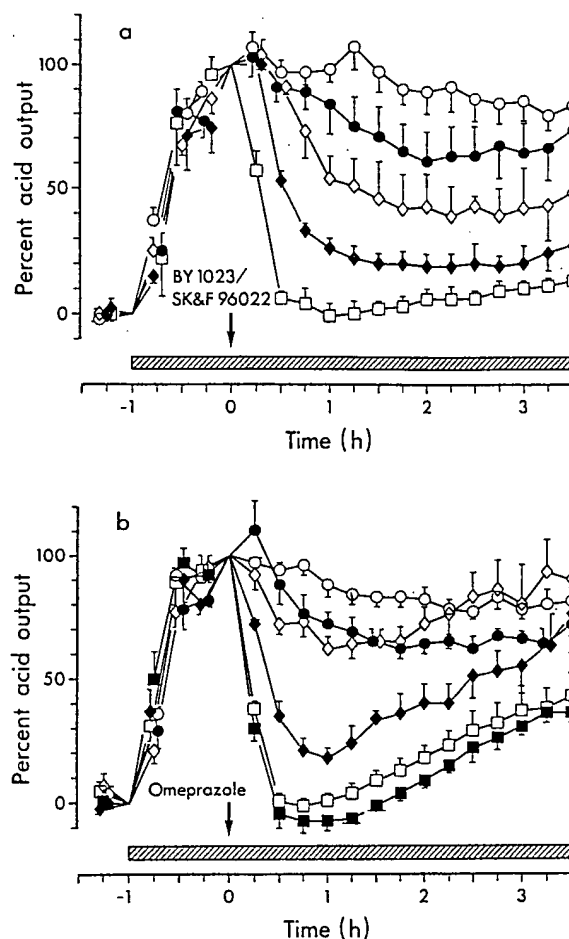 a
Percent acid output
100
50
0
BY 1023/
SK&F 96022
-1 0 1 2 3
Time (h)
b
Percent acid output
100
50
0
Omeprazole
-1 0 1 2 3
Time (h)